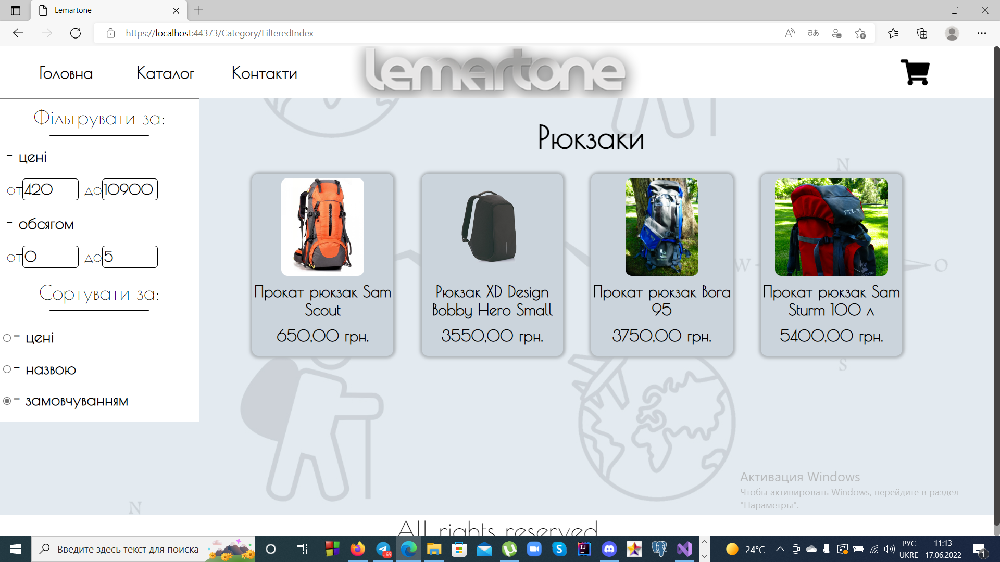 Lemartone
https://localhost:44373/Category/FilteredIndex
Головна
Каталог
Контакти
lemartone
Фільтрувати за:
- цені
от 420 до 10900
- обсягом
от 0 до 5
Сортувати за:
- цені
- назвою
- замовчуванням
Рюкзаки
FTX-75
Прокат рюкзак Sam
Scout
650,00 грн.
Рюкзак XD Design
Bobby Hero Small
3550,00 грн.
Прокат рюкзак Bora
95
3750,00 грн.
Прокат рюкзак Sam
Sturm 100 л
5400,00 грн.
N
W
O
S
N
Активация Windows
Чтобы активировать Windows, перейдите в раздел
"Параметры".
All rights reserved
Введите здесь текст для поиска
..69
24°C
РУС
UKRE
11:13
17.06.2022
1